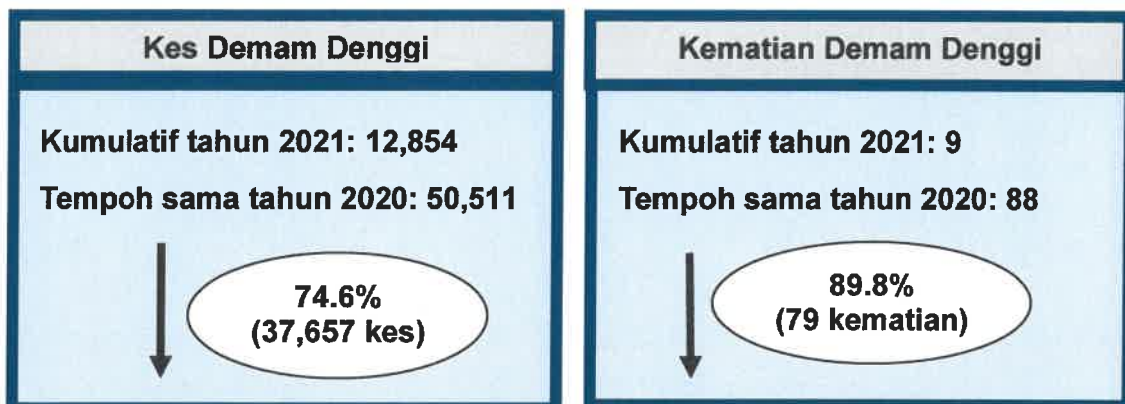 Kes Demam Denggi
Kumulatif tahun 2021: 12,854
Tempoh sama tahun 2020: 50,511
74.6%
(37,657 kes)
Kematian Demam Denggi
Kumulatif tahun 2021: 9
Tempoh sama tahun 2020: 88
89.8%
(79 kematian)